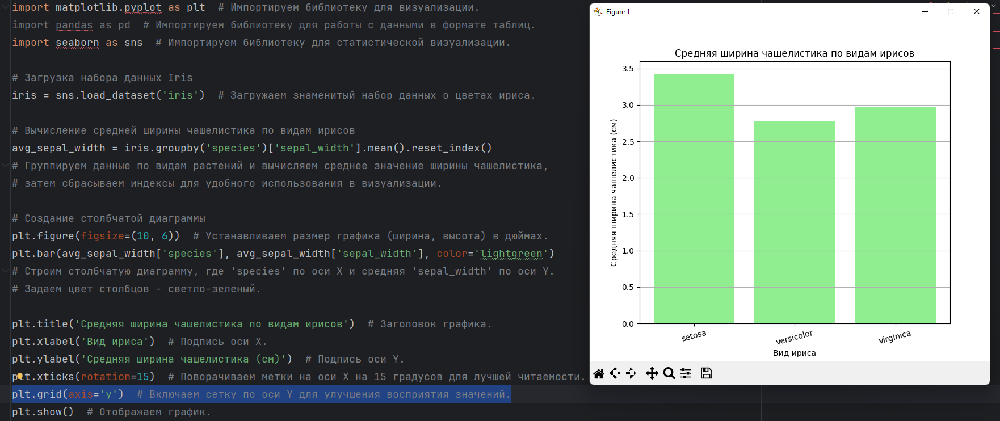 import matplotlib.pyplot as plt  # Импортируем библиотеку для визуализации.
import pandas as pd  # Импортируем библиотеку для работы с данными в формате таблиц.
import seaborn as sns  # Импортируем библиотеку для статистической визуализации.
# Загрузка набора данных Iris
iris = sns.load_dataset('iris')  # Загружаем знаменитый набор данных о цветах ириса.
# Вычисление средней ширины чашелистика по видам ирисов
avg_sepal_width = iris.groupby('species')['sepal_width'].mean().reset_index()
# Группируем данные по видам растений и вычисляем среднее значение ширины чашелистика,
# затем сбрасываем индексы для удобного использования в визуализации.
# Создание столбчатой диаграммы
plt.figure(figsize=(10, 6))  # Устанавливаем размер графика (ширина, высота) в дюймах.
plt.bar(avg_sepal_width['species'], avg_sepal_width['sepal_width'], color='lightgreen')
# Строим столбчатую диаграмму, где 'species' по оси X и средняя 'sepal_width' по оси Y.
# Задаем цвет столбцов - светло-зеленый.
plt.title('Средняя ширина чашелистика по видам ирисов')  # Заголовок графика.
plt.xlabel('Вид ириса')  # Подпись оси X.
plt.ylabel('Средняя ширина чашелистика (см)')  # Подпись оси Y.
plt.xticks(rotation=15)  # Поворачиваем метки на оси X на 15 градусов для лучшей читаемости.
plt.grid(axis='y')  # Включаем сетку по оси Y для улучшения восприятия значений.
plt.show()  # Отображаем график.
Figure 1
Средняя ширина чашелистика по видам ирисов
Средняя ширина чашелистика (см)
3.5
3.0
2.5
2.0
1.5
1.0
0.5
0.0
setosa
versicolor
virginica
Вид ириса